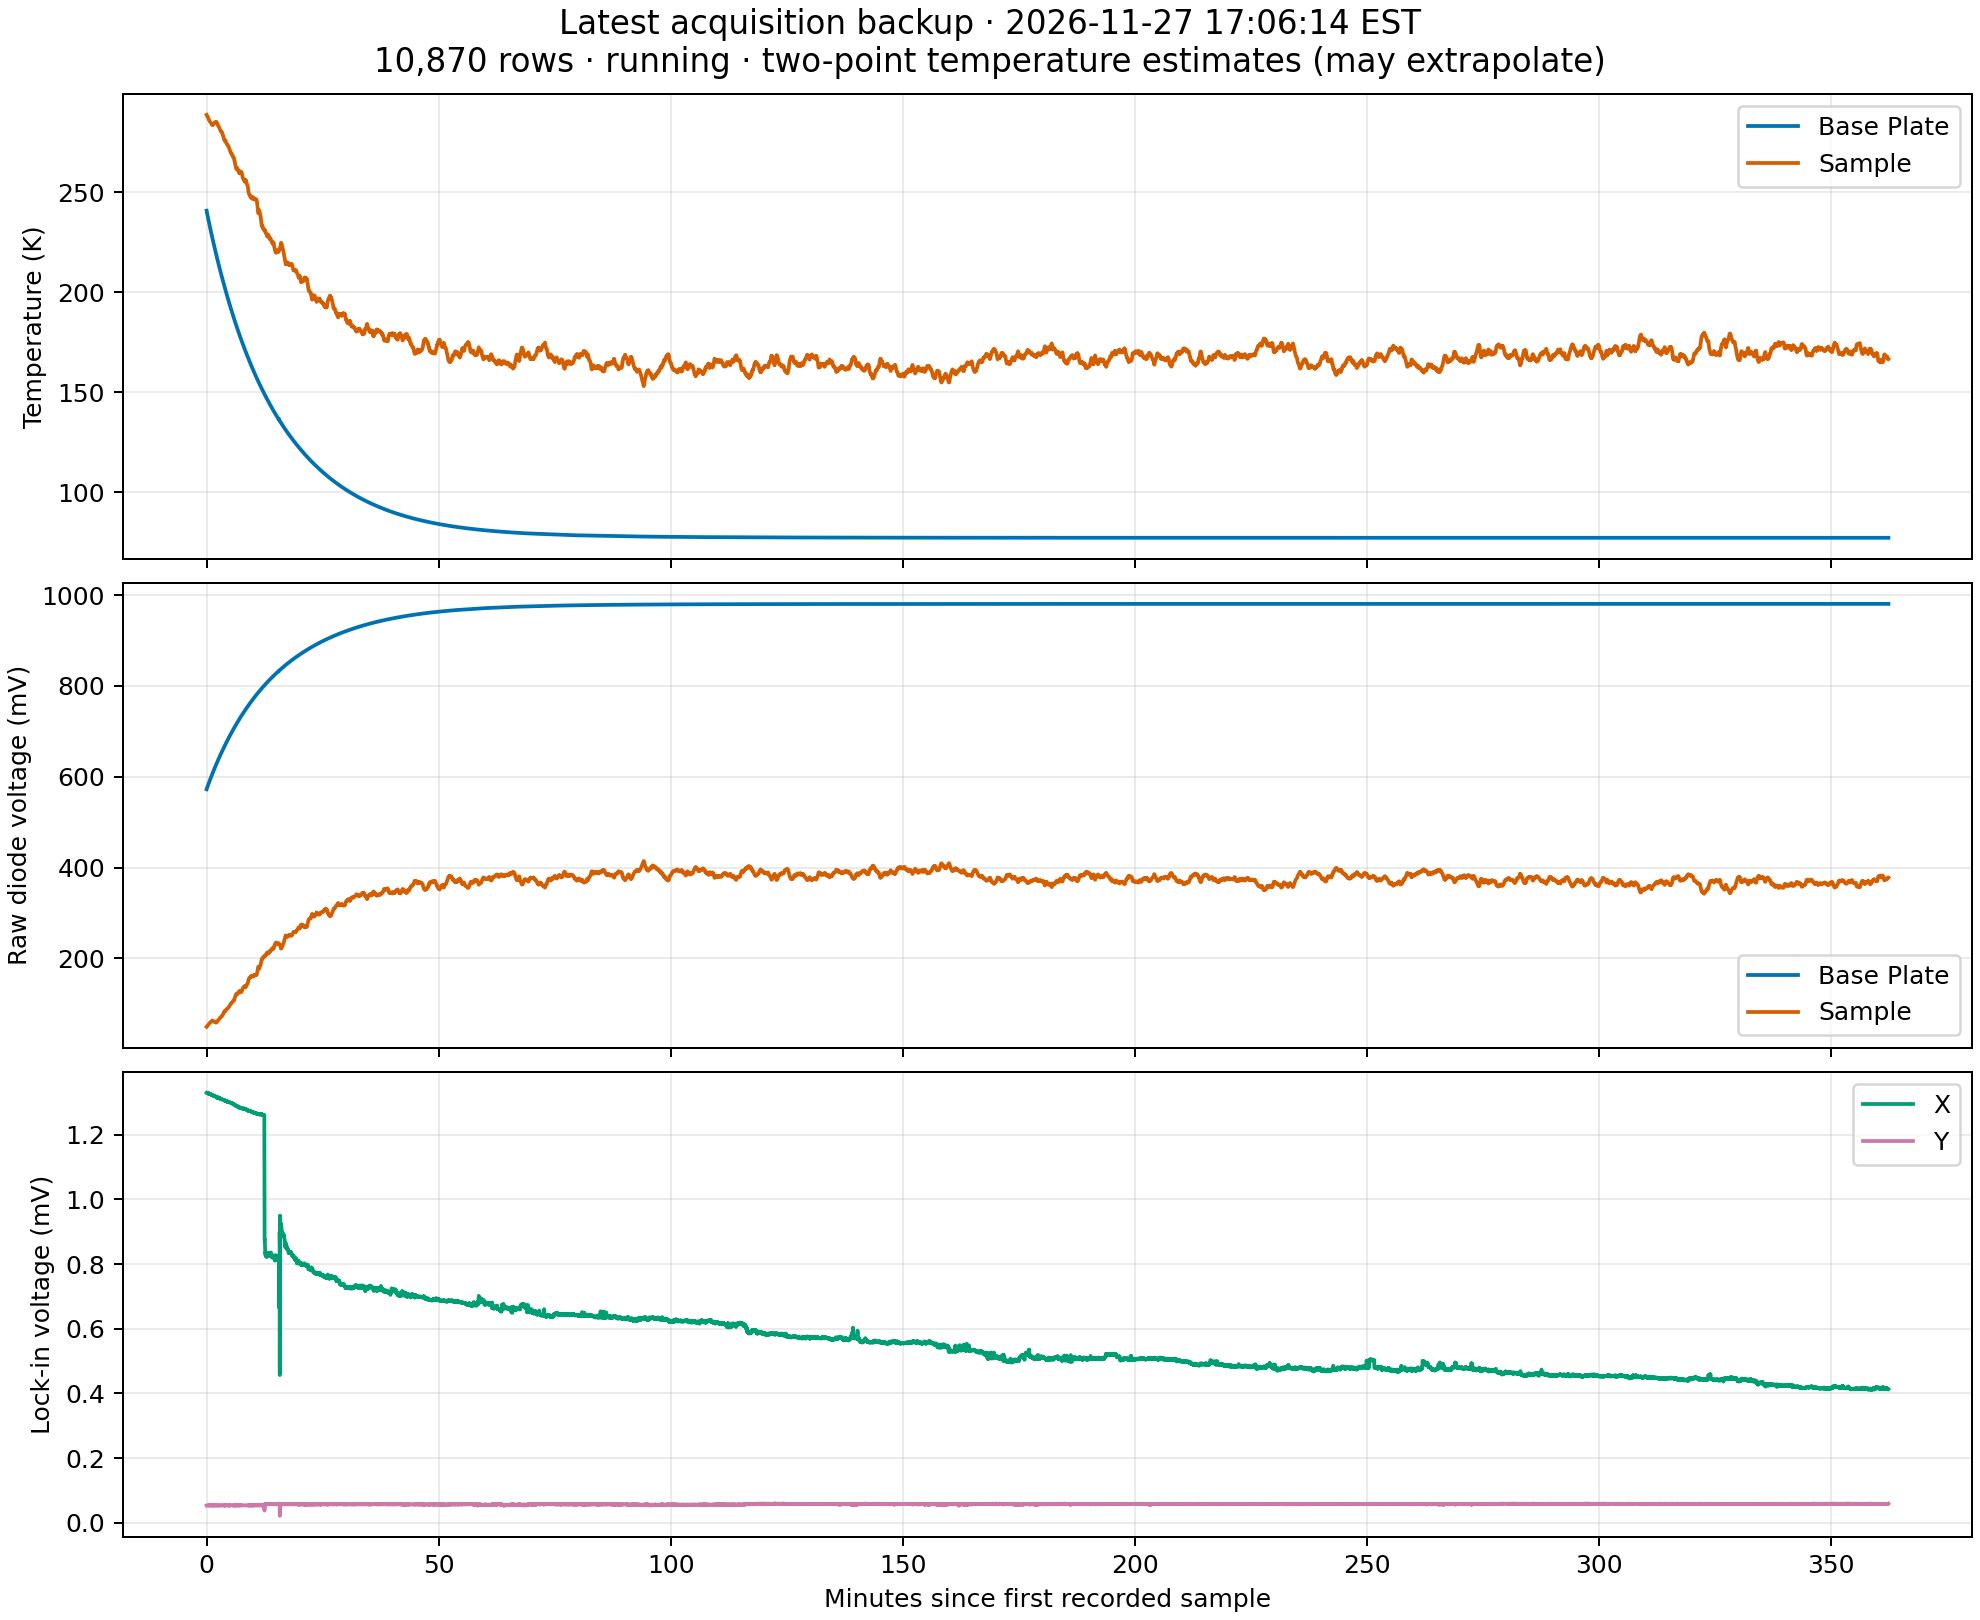 Latest acquisition backup · 2026-11-27 17:06:14 EST
10,870 rows · running · two-point temperature estimates (may extrapolate)
Temperature (K)
250
200
150
100
Base Plate
Sample
Raw diode voltage (mV)
1000
800
600
400
200
Base Plate
Sample
Lock-in voltage (mV)
1.2
1.0
0.8
0.6
0.4
0.2
0.0
X
Y
0
50
100
150
200
250
300
350
Minutes since first recorded sample